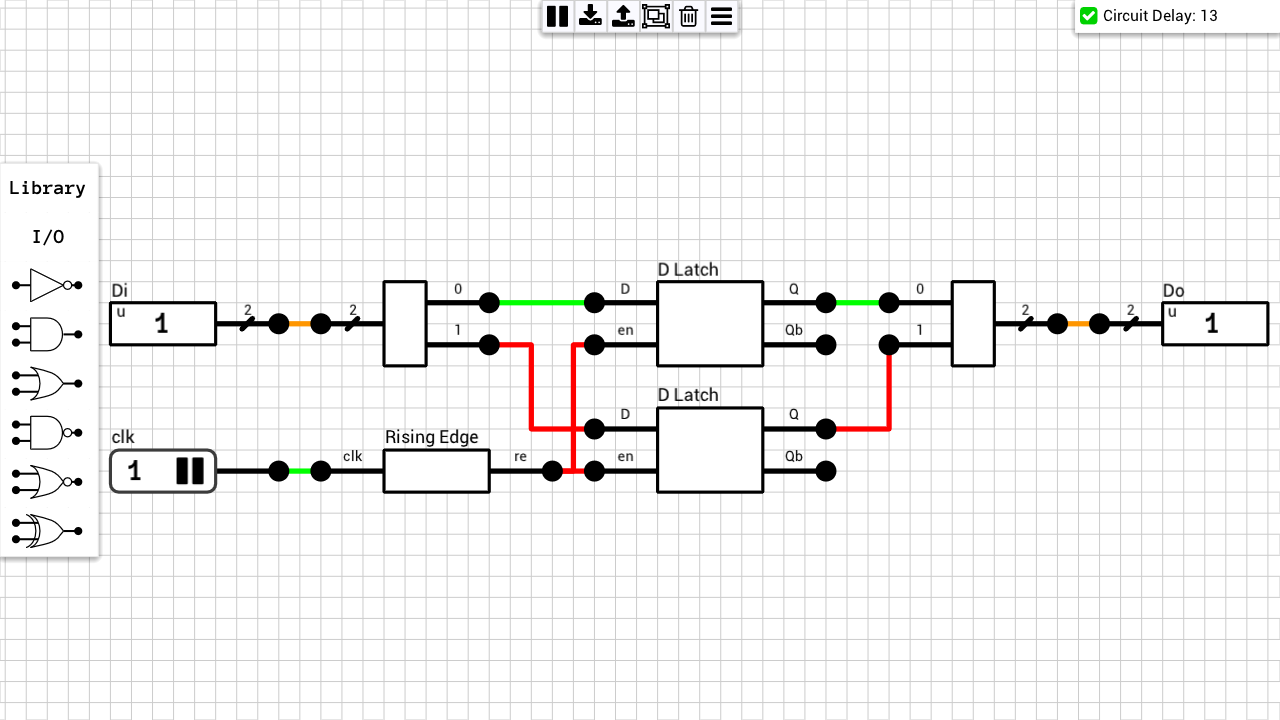 Circuit Delay: 13
Library
I/O
Di
u
1
2
2
0
1
clk
1
clk
Rising Edge
re
D Latch
D
en
Q
Qb
D Latch
D
en
Q
Qb
0
1
2
2
Do
u
1